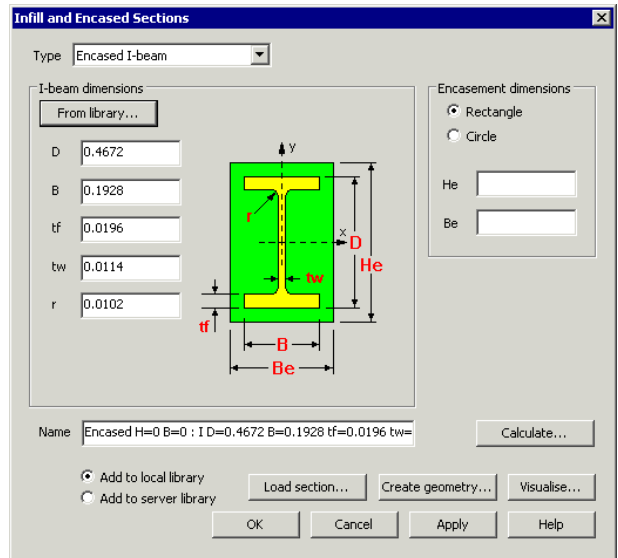 Infill and Encased Sections
Type Encased I-beam
I-beam dimensions
From library...
D 0.4672
B 0.1928
tf 0.0196
tw 0.0114
r 0.0102
y
r
x
D
He
tw
tf
B
Be
Encasement dimensions
Rectangle
Circle
He
Be
Name Encased H=0 B=0 : I D=0.4672 B=0.1928 tf=0.0196 tw=
Calculate...
Add to local library
Add to server library
Load section... Create geometry... Visualise...
OK Cancel Apply Help